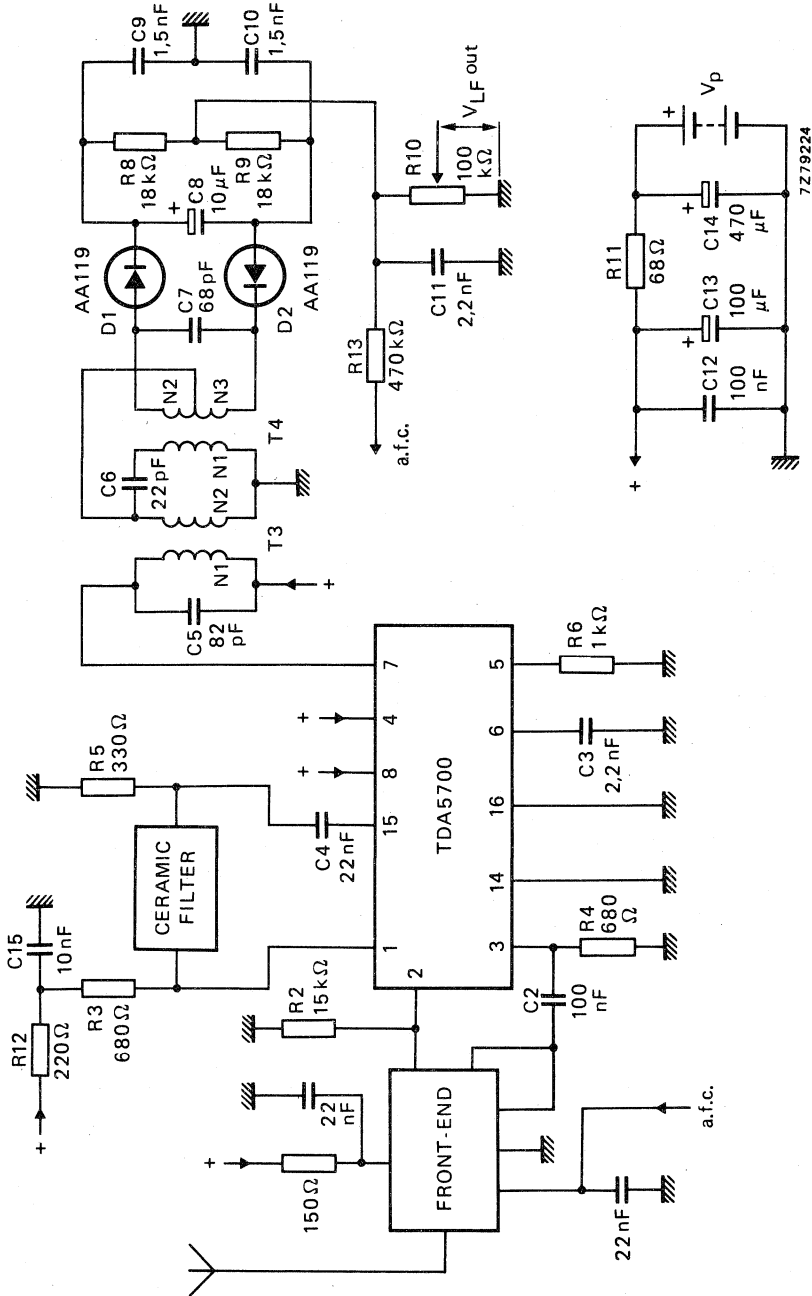 C9
1,5 nF
C10
1,5 nF
R8
18 kΩ
R9
18 kΩ
+
C8
10 μF
AA119
D1
C7
68 pF
D2
AA119
N2
N3
T4
C6
22 pF
N1
N2
T3
N1
C5
82
pF
+
R10
100
kΩ
VLF out
C11
2,2 nF
R13
470 kΩ
a.f.c.
R5
330 Ω
CERAMIC
FILTER
C15
10 nF
R12
220 Ω
+
R3
680 Ω
C4
22 nF
+
+
7
4
8
15
1
2
TDA5700
5
6
16
14
3
R6
1 kΩ
C3
2,2 nF
R4
680
Ω
C2
100
nF
R2
15 kΩ
22
nF
+
150 Ω
FRONT-END
a.f.c.
22 nF
+
R11
68 Ω
C12
100
nF
+
C13
100
μF
+
C14
470
μF
+
Vp
7Z79224